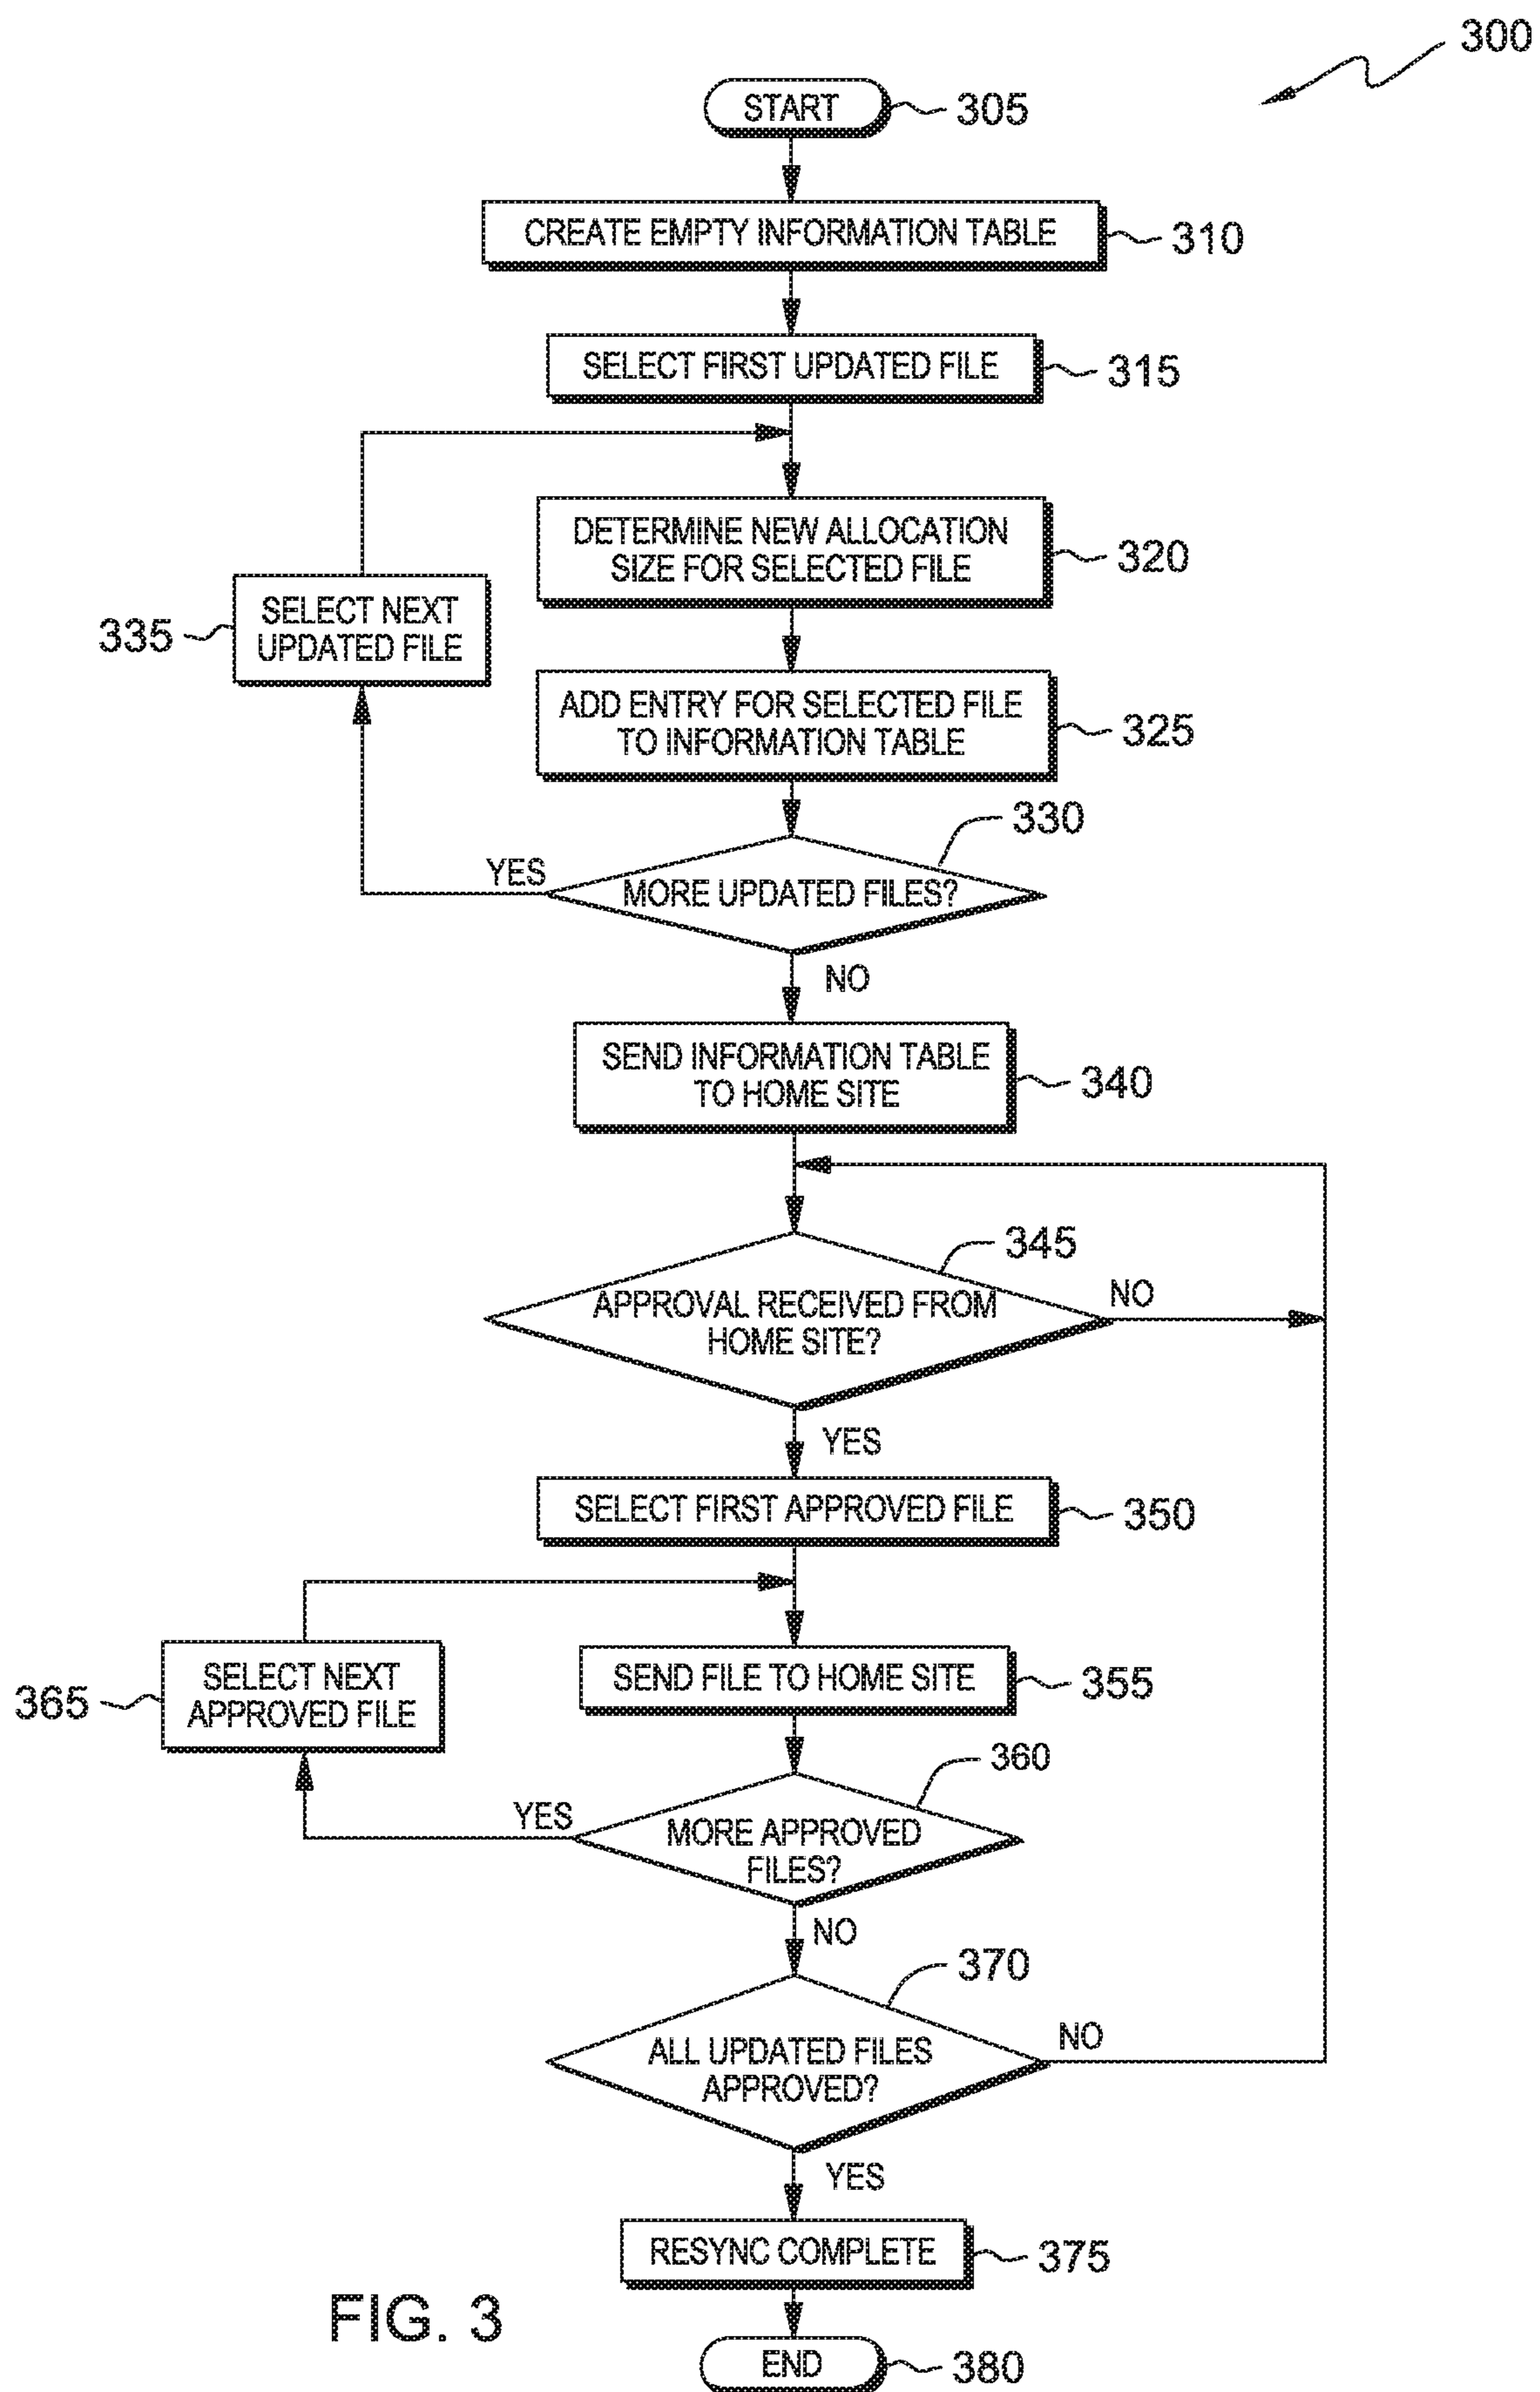 300
START
305
CREATE EMPTY INFORMATION TABLE
310
SELECT FIRST UPDATED FILE
315
DETERMINE NEW ALLOCATION
SIZE FOR SELECTED FILE
320
SELECT NEXT
UPDATED FILE
335
ADD ENTRY FOR SELECTED FILE
TO INFORMATION TABLE
325
330
YES
MORE UPDATED FILES?
NO
SEND INFORMATION TABLE
TO HOME SITE
340
345
APPROVAL RECEIVED FROM
HOME SITE?
NO
YES
SELECT FIRST APPROVED FILE
350
SELECT NEXT
APPROVED FILE
365
SEND FILE TO HOME SITE
355
360
YES
MORE APPROVED
FILES?
NO
370
ALL UPDATED FILES
APPROVED?
NO
YES
RESYNC COMPLETE
375
FIG. 3
END
380